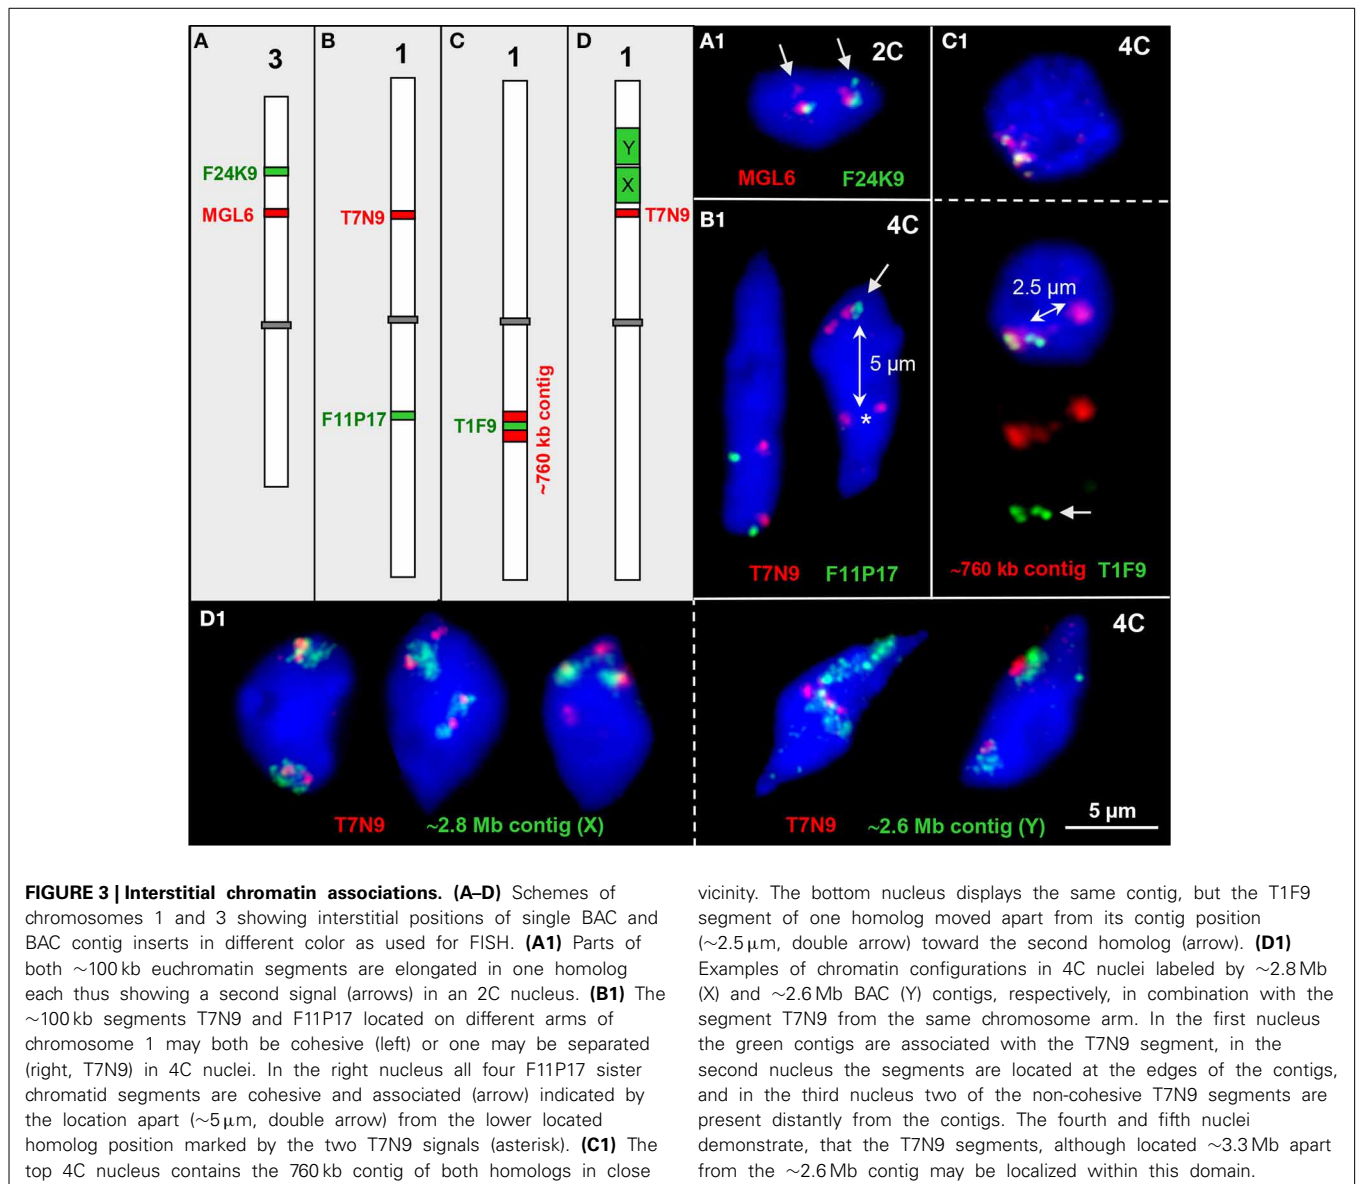 A
3
F24K9
MGL6
B
1
T7N9
F11P17
C
1
T1F9
~760 kb contig
D
1
Y
X
T7N9
A1
2C
MGL6 F24K9
B1
4C
5 µm
*
T7N9 F11P17
C1
4C
2.5 µm
~760 kb contig T1F9
D1
T7N9 ~2.8 Mb contig (X)
4C
T7N9 ~2.6 Mb contig (Y)
5 µm
FIGURE 3 | Interstitial chromatin associations. (A–D) Schemes of
chromosomes 1 and 3 showing interstitial positions of single BAC and
BAC contig inserts in different color as used for FISH. (A1) Parts of
both ∼100 kb euchromatin segments are elongated in one homolog
each thus showing a second signal (arrows) in an 2C nucleus. (B1) The
∼100 kb segments T7N9 and F11P17 located on different arms of
chromosome 1 may both be cohesive (left) or one may be separated
(right, T7N9) in 4C nuclei. In the right nucleus all four F11P17 sister
chromatid segments are cohesive and associated (arrow) indicated by
the location apart (∼5 µm, double arrow) from the lower located
homolog position marked by the two T7N9 signals (asterisk). (C1) The
top 4C nucleus contains the 760 kb contig of both homologs in close
vicinity. The bottom nucleus displays the same contig, but the T1F9
segment of one homolog moved apart from its contig position
(∼2.5 µm, double arrow) toward the second homolog (arrow). (D1)
Examples of chromatin configurations in 4C nuclei labeled by ∼2.8 Mb
(X) and ∼2.6 Mb BAC (Y) contigs, respectively, in combination with the
segment T7N9 from the same chromosome arm. In the first nucleus
the green contigs are associated with the T7N9 segment, in the
second nucleus the segments are located at the edges of the contigs,
and in the third nucleus two of the non-cohesive T7N9 segments are
present distantly from the contigs. The fourth and fifth nuclei
demonstrate, that the T7N9 segments, although located ∼3.3 Mb apart
from the ∼2.6 Mb contig may be localized within this domain.